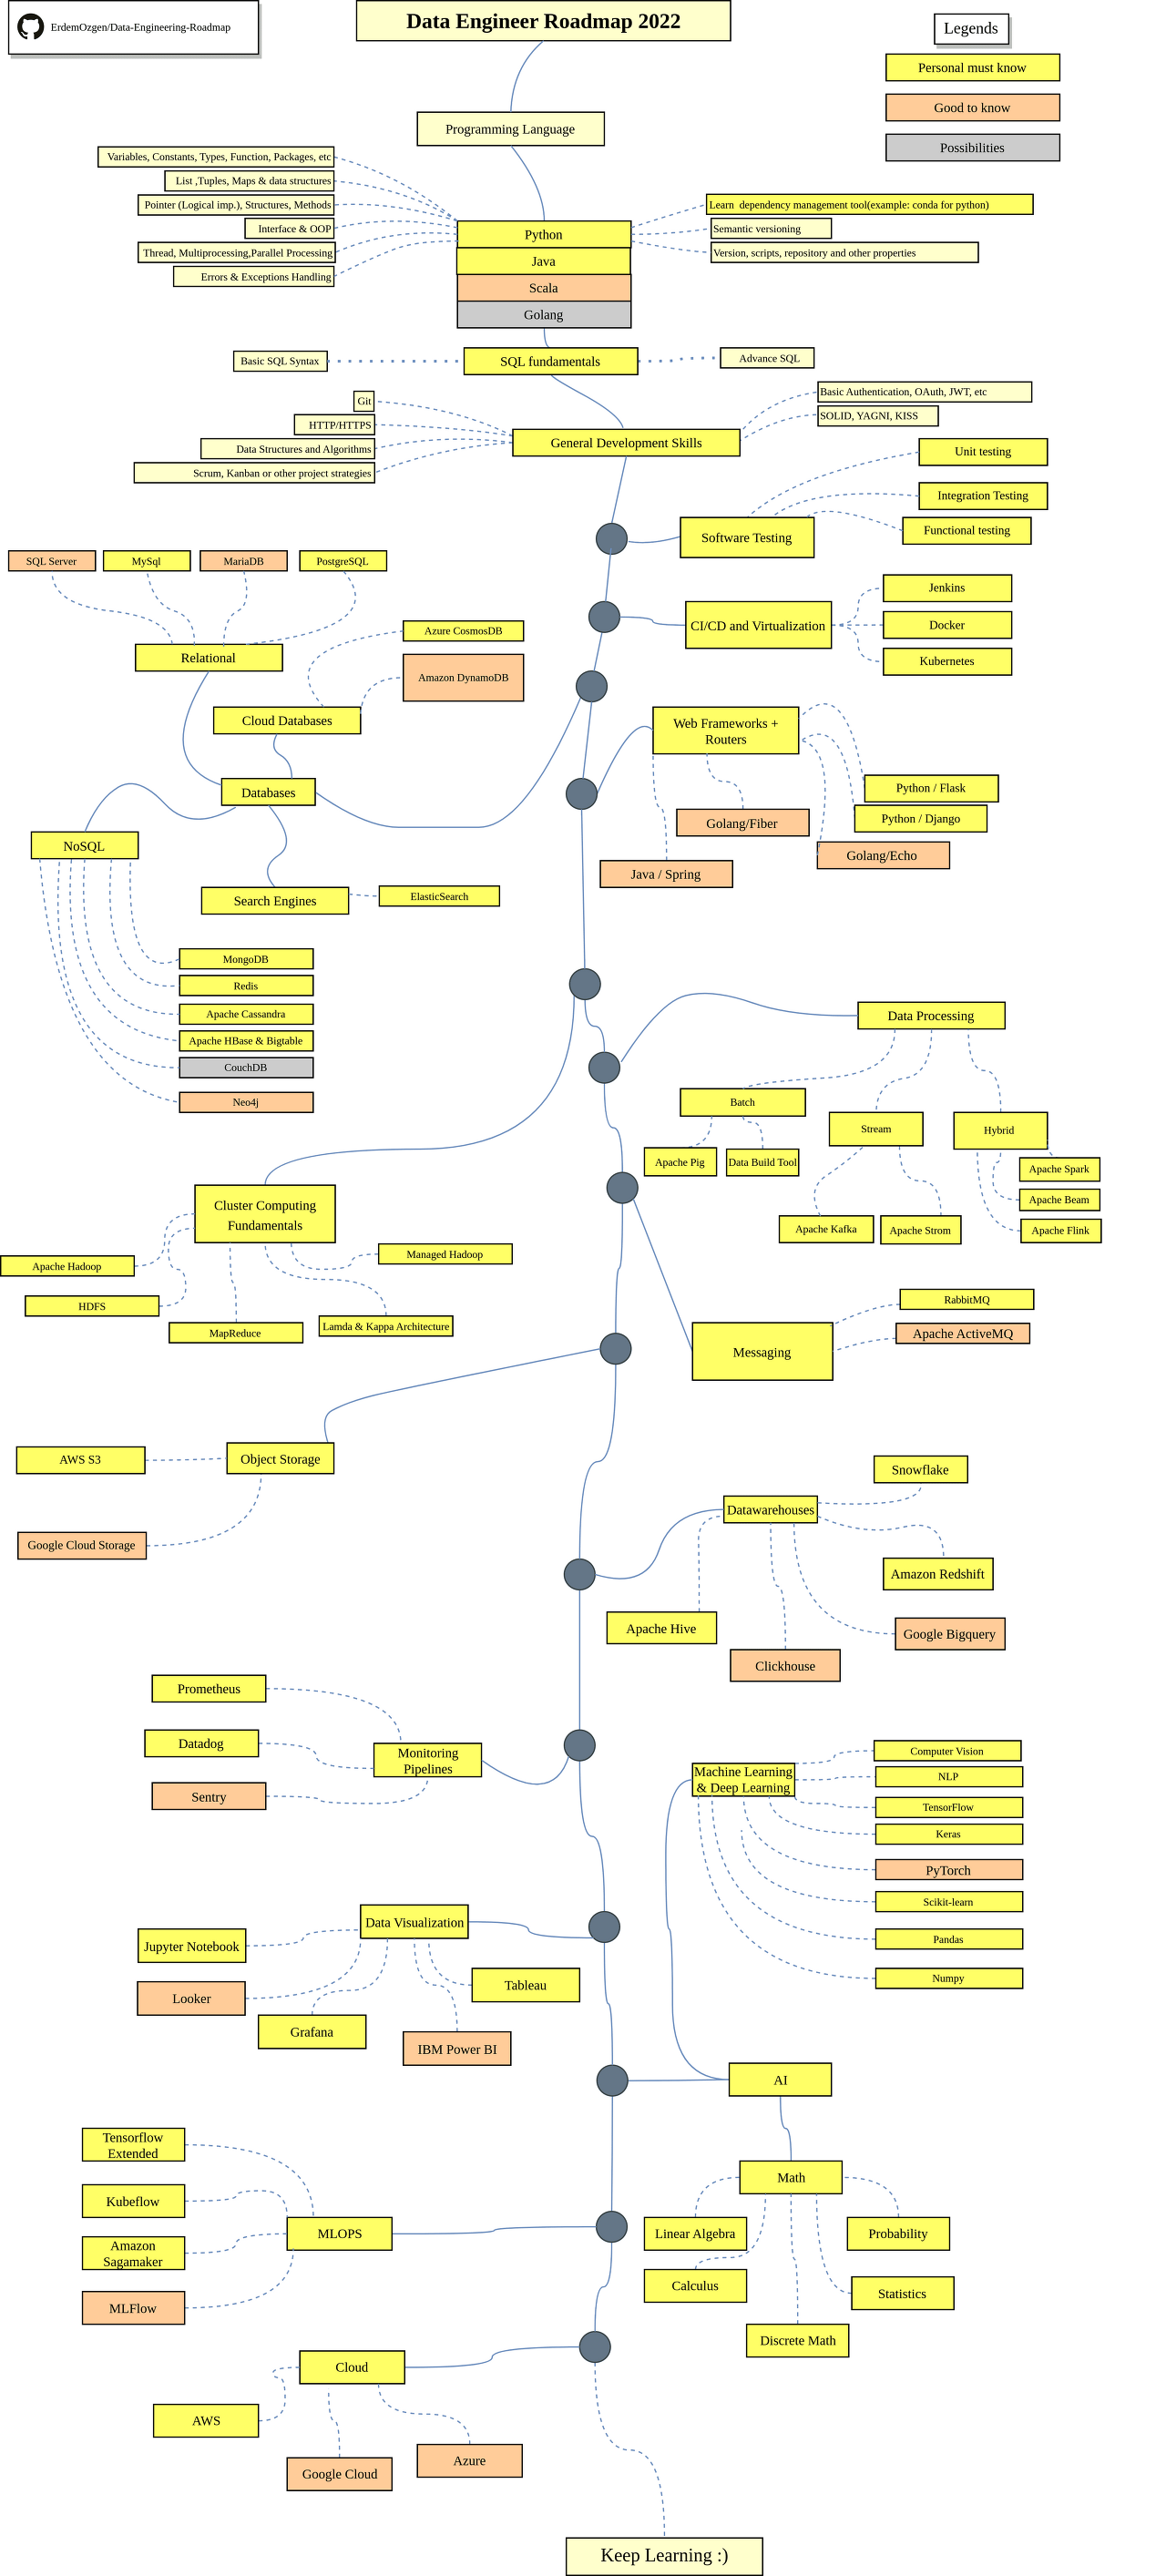 ErdemOzgen/Data-Engineering-Roadmap
Data Engineer Roadmap 2022
Legends
Personal must know
Good to know
Possibilities
Programming Language
Variables, Constants, Types, Function, Packages, etc
List ,Tuples, Maps & data structures
Pointer (Logical imp.), Structures, Methods
Interface & OOP
Thread, Multiprocessing,Parallel Processing
Errors & Exceptions Handling
Python
Java
Scala
Golang
Learn  dependency management tool(example: conda for python)
Semantic versioning
Version, scripts, repository and other properties
Basic SQL Syntax
SQL fundamentals
Advance SQL
Git
HTTP/HTTPS
Data Structures and Algorithms
Scrum, Kanban or other project strategies
General Development Skills
Basic Authentication, OAuth, JWT, etc
SOLID, YAGNI, KISS
Software Testing
Unit testing
Integration Testing
Functional testing
SQL Server
MySql
MariaDB
PostgreSQL
CI/CD and Virtualization
Jenkins
Docker
Kubernetes
Relational
Azure CosmosDB
Amazon DynamoDB
Cloud Databases
Databases
Web Frameworks +
Routers
Python / Flask
Python / Django
Golang/Echo
Golang/Fiber
Java / Spring
NoSQL
Search Engines
ElasticSearch
MongoDB
Redis
Apache Cassandra
Apache HBase & Bigtable
CouchDB
Neo4j
Data Processing
Batch
Stream
Hybrid
Apache Pig
Data Build Tool
Apache Spark
Apache Beam
Apache Flink
Apache Kafka
Apache Strom
Cluster Computing
Fundamentals
Apache Hadoop
HDFS
MapReduce
Lamda & Kappa Architecture
Managed Hadoop
Messaging
RabbitMQ
Apache ActiveMQ
AWS S3
Object Storage
Google Cloud Storage
Datawarehouses
Snowflake
Amazon Redshift
Google Bigquery
Clickhouse
Apache Hive
Prometheus
Datadog
Sentry
Monitoring
Pipelines
Machine Learning
& Deep Learning
Computer Vision
NLP
TensorFlow
Keras
PyTorch
Scikit-learn
Pandas
Numpy
Data Visualization
Jupyter Notebook
Looker
Grafana
IBM Power BI
Tableau
AI
Math
Linear Algebra
Calculus
Discrete Math
Statistics
Probability
Tensorflow
Extended
Kubeflow
Amazon
Sagamaker
MLFlow
MLOPS
Cloud
AWS
Google Cloud
Azure
Keep Learning :)